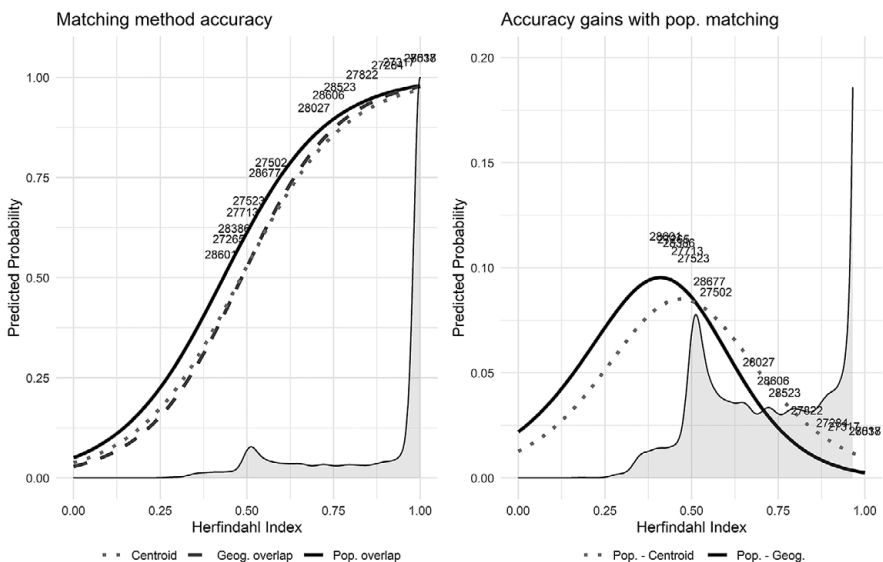 Matching method accuracy
27822
28523
28606
28027
27502
28677
27523
27713
28386
27265
28601
1.00
0.75
0.50
0.25
0.00
Predicted Probability
0.00 0.25 0.50 0.75 1.00
Herfindahl Index
Centroid Geog. overlap Pop. overlap
Accuracy gains with pop. matching
27713
27523
28677
27502
28027
28606
28523
27822
0.20
0.15
0.10
0.05
0.00
Predicted Probability
0.00 0.25 0.50 0.75 1.00
Herfindahl Index
Pop. - Centroid Pop. - Geog.